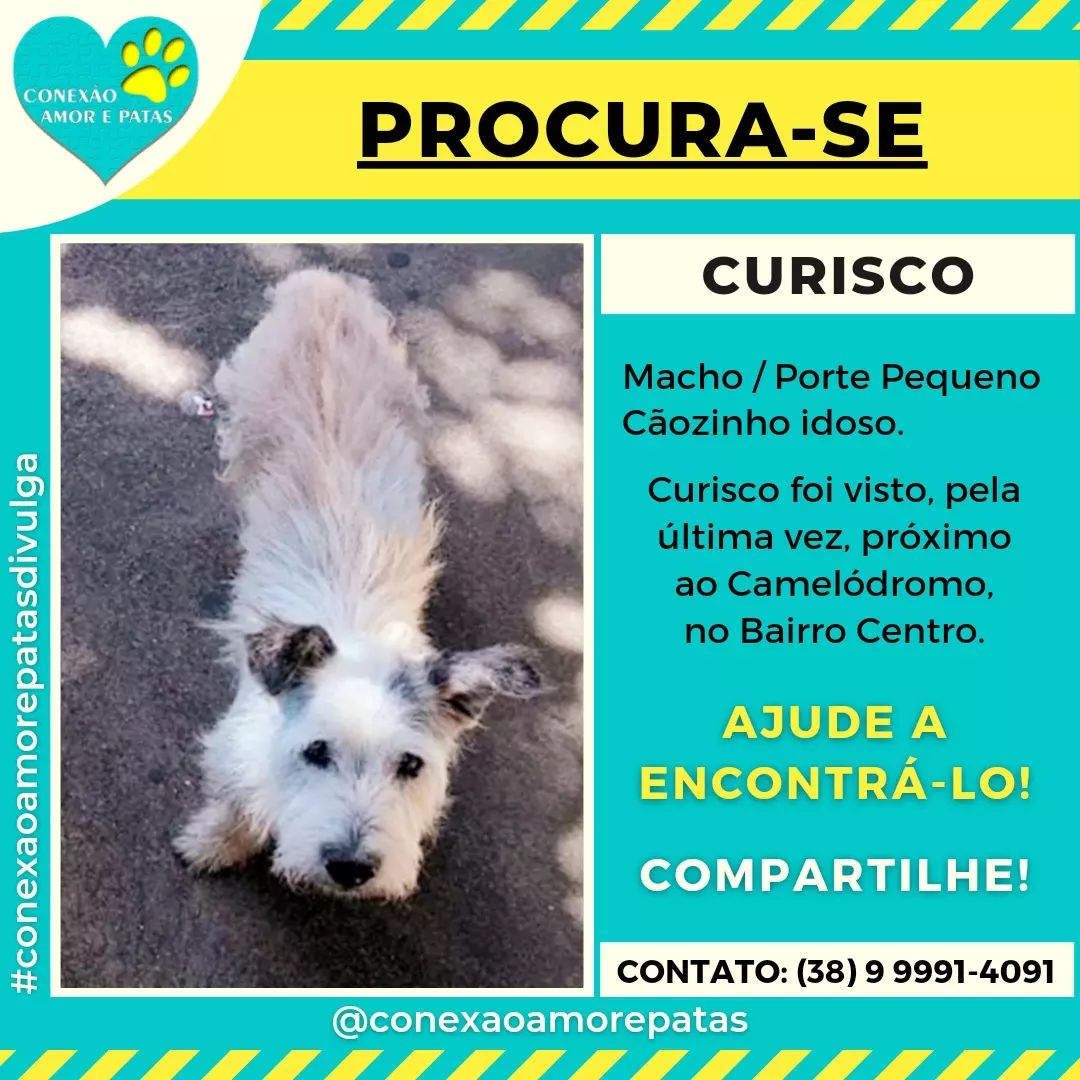 CONEXÀO
AMOR E PATAS
PROCURA-SE
CURISCO
Macho / Porte Pequeno
Cãozinho idoso.
Curisco foi visto, pela
última vez, próximo
ao Camelódromo,
no Bairro Centro.
AJUDE A
ENCONTRÁ-LO!
COMPARTILHE!
CONTATO: (38) 9 9991-4091
#conexaoamorepatasdivulga
@conexaoamorepatas